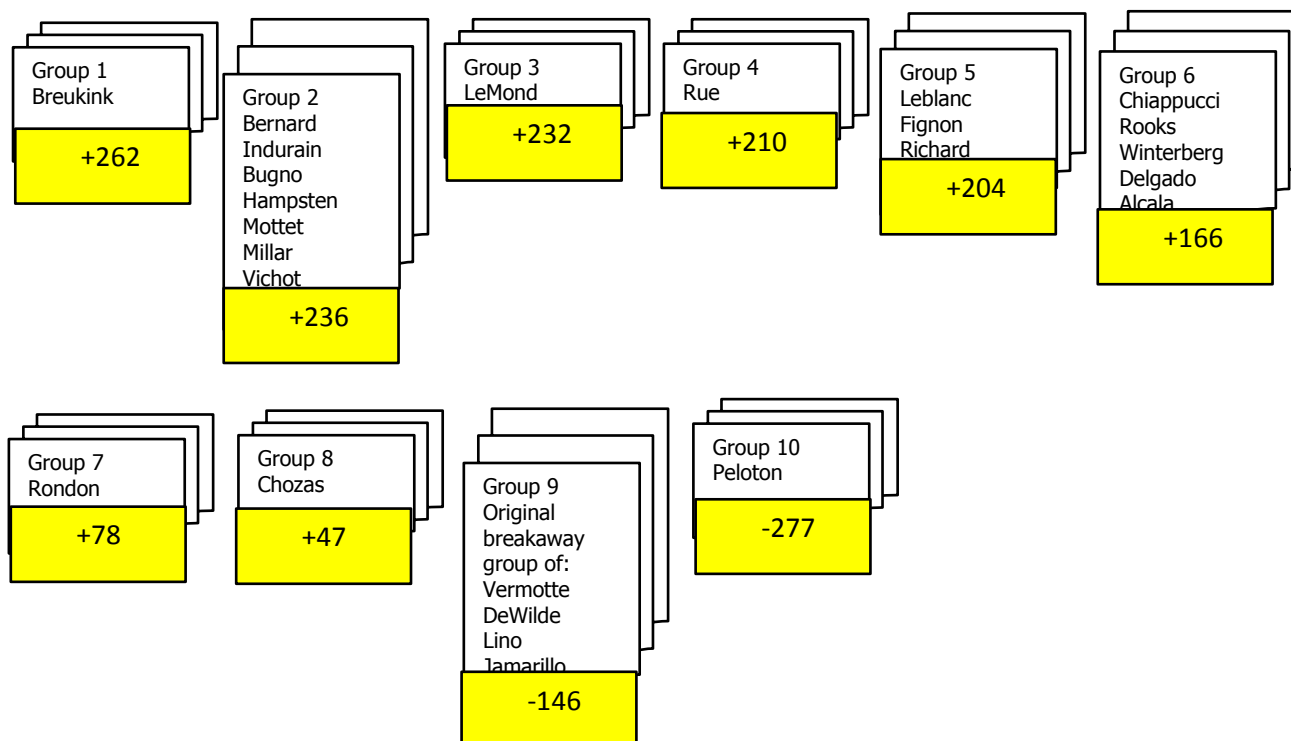 Group 1
Breukink
+262
Group 2
Bernard
Indurain
Bugno
Hampsten
Mottet
Millar
Vichot
+236
Group 3
LeMond
+232
Group 4
Rue
+210
Group 5
Leblanc
Fignon
Richard
+204
Group 6
Chiappucci
Rooks
Winterberg
Delgado
Alcala
+166
Group 7
Rondon
+78
Group 8
Chozas
+47
Group 9
Original
breakaway
group of:
Vermotte
DeWilde
Lino
Jamarillo
-146
Group 10
Peloton
-277